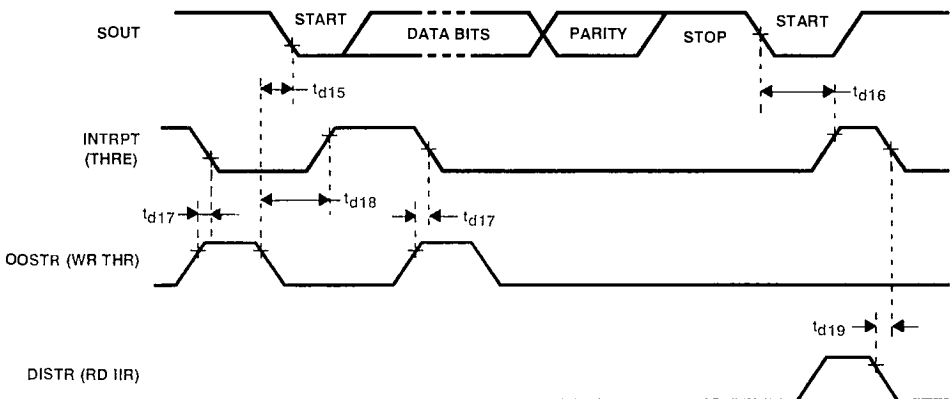 SOUT
START
DATA BITS
PARITY
STOP
START
td15
td16
INTRPT
(THRE)
td17
td18
td17
OOSTR (WR THR)
td19
DISTR (RD IIR)